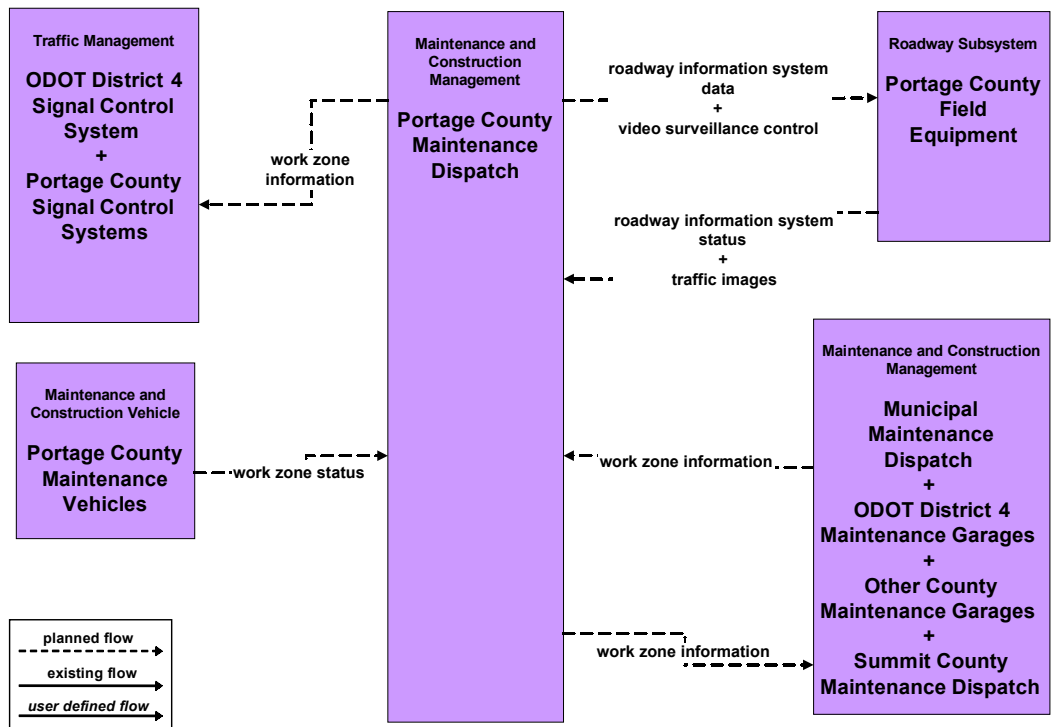 Traffic Management
ODOT District 4
Signal Control
System
+
Portage County
Signal Control
Systems
work zone
information
Maintenance and
Construction
Management
Portage County
Maintenance
Dispatch
roadway information system
data
+
video surveillance control
Roadway Subsystem
Portage County
Field
Equipment
roadway information system
status
+
traffic images
Maintenance and
Construction Vehicle
Portage County
Maintenance
Vehicles
work zone status
work zone information
Maintenance and Construction
Management
Municipal
Maintenance
Dispatch
+
ODOT District 4
Maintenance Garages
+
Other County
Maintenance Garages
+
Summit County
Maintenance Dispatch
work zone information
planned flow
existing flow
user defined flow